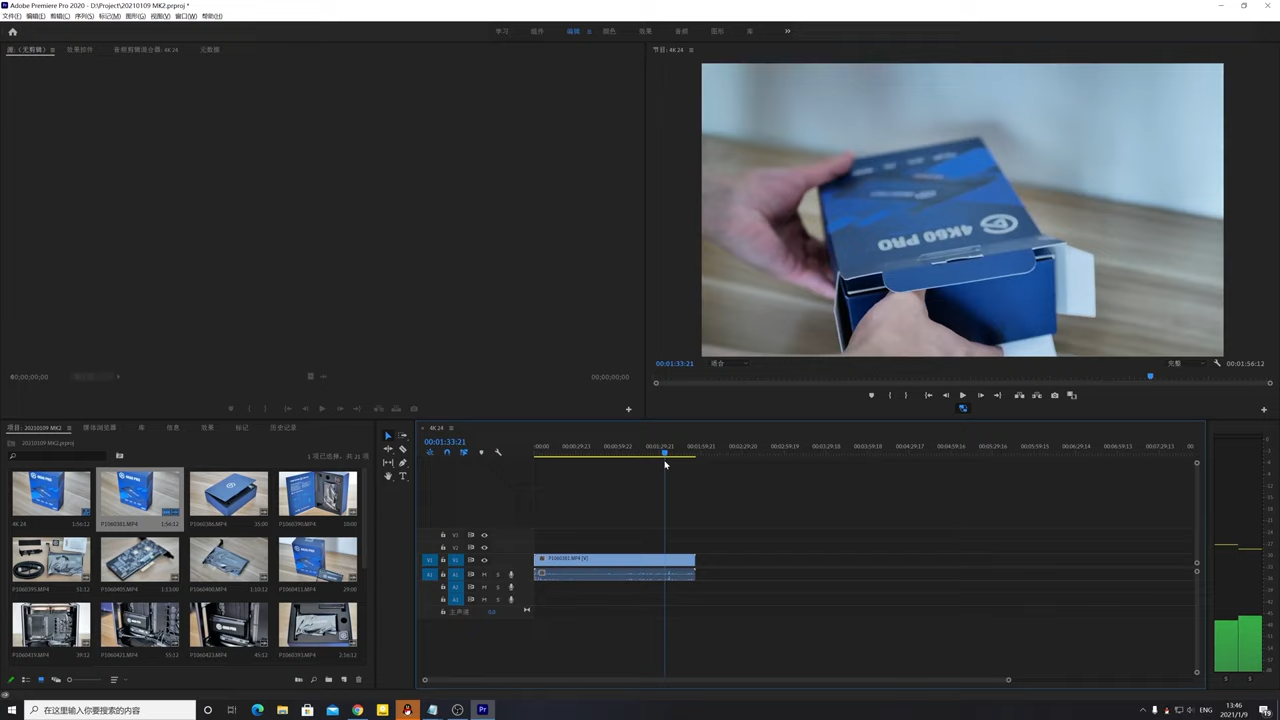 Adobe Premiere Pro 2020 - D:\Project\20210109 MK2.prproj *
文件(F) 编辑(E) 剪辑(C) 序列(S) 标记(M) 图形(G) 视图(V) 窗口(W) 帮助(H)
学习 组件 编辑 颜色 效果 音频 图形 库
源: (无剪辑) 效果控件 音频剪辑混合器: 4K 24 元数据
节目: 4K 24
4K60 PRO
00:01:33:21 适合 完整 00:01:56:12
00;00;00;00 00;00;00;00
项目: 20210109 MK2 媒体浏览器 库 信息 效果 标记 历史记录
20210109 MK2.prproj
1 项已选择, 共 21 项
4K 24 1:56:12
P1060381.MP4 1:56:12
P1060386.MP4 35:00
P1060390.MP4 10:00
P1060395.MP4 51:12
P1060405.MP4 1:13:00
P1060408.MP4 1:10:12
P1060411.MP4 29:00
P1060419.MP4 39:12
P1060421.MP4 55:12
P1060423.MP4 45:12
P1060393.MP4 2:16:12
4K 24
00:01:33:21
:00:00 00:00:29:23 00:00:59:22 00:01:29:21 00:01:59:21 00:02:29:20 00:02:59:19 00:03:29:18 00:03:59:18 00:04:29:17 00:04:59:16 00:05:29:16 00:05:59:15 00:06:29:14 00:06:59:13 00:07:29:13 00
V3
V2
V1 V1 P1060381.MP4 [V]
A1 A1 M S
A2 M S
A3 M S
主声道 0.0
S S
在这里输入你要搜索的内容
ENG
13:46
2021/1/9